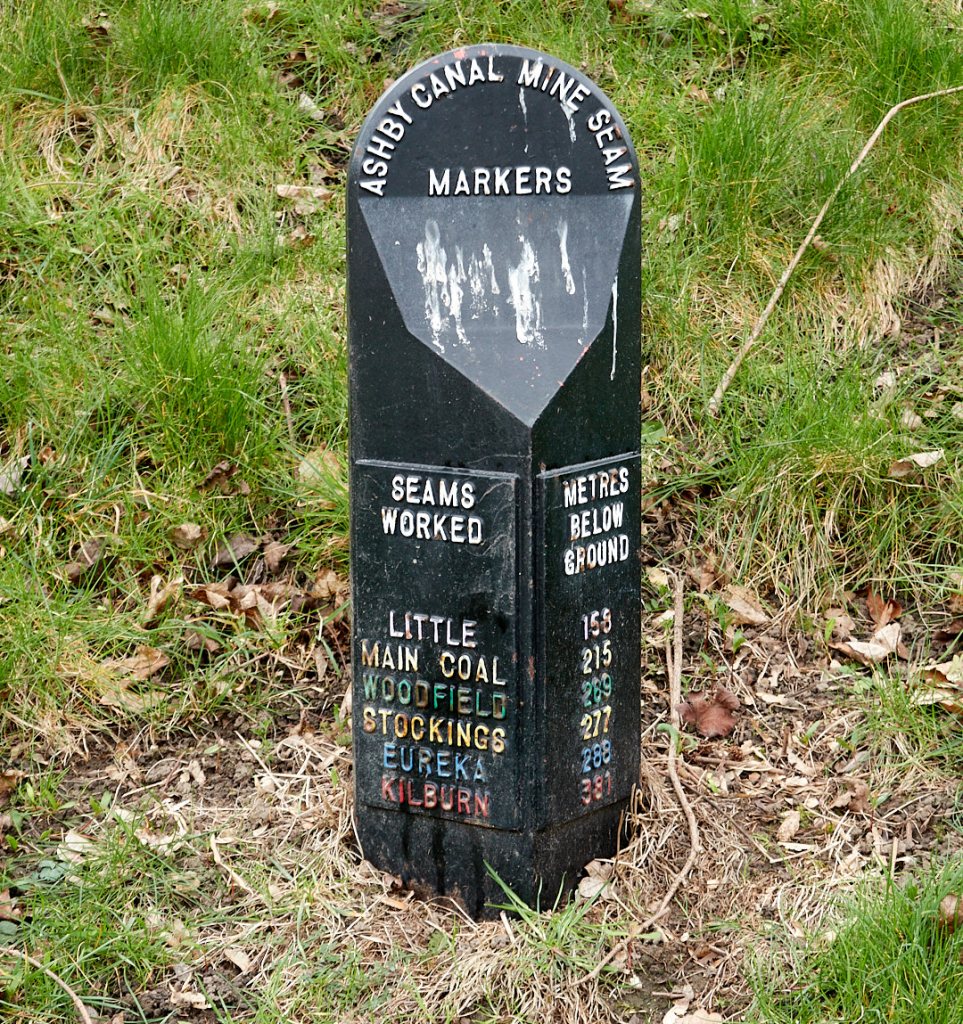 ASHBY CANAL MINE SEAM
MARKERS
SEAMS
WORKED
LITTLE
MAIN COAL
WOODFIELD
STOCKINGS
EUREKA
KILBURN
METRES
BELOW
GROUND
158
215
269
277
288
381